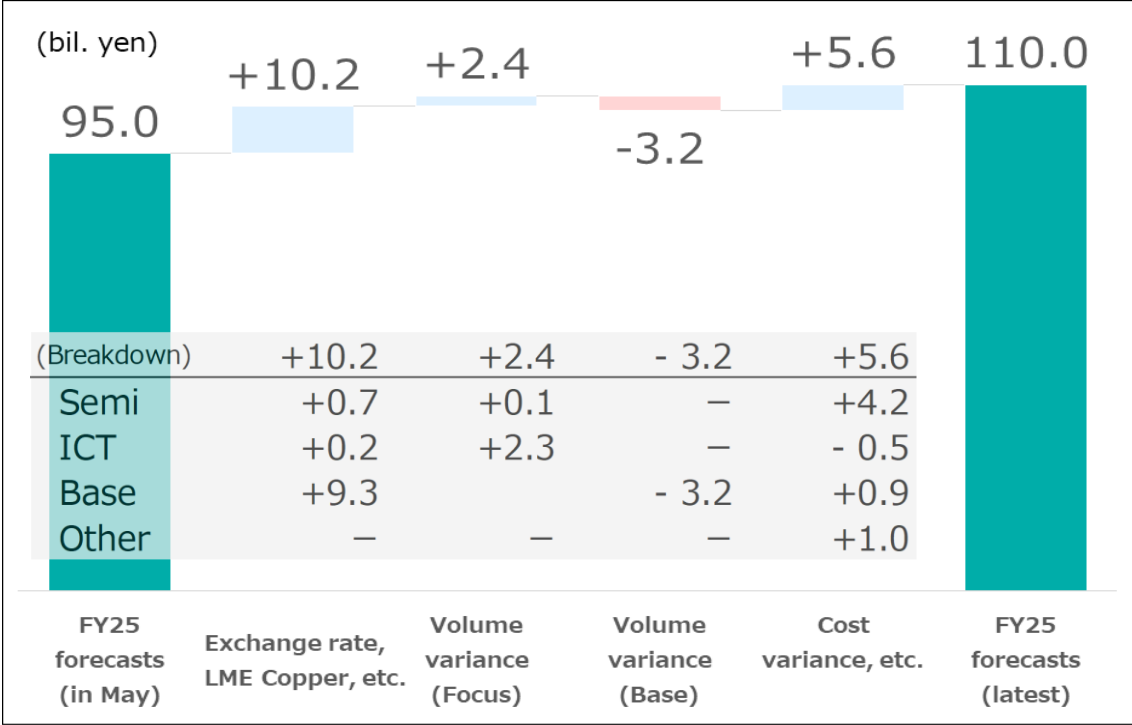 (bil. yen)
95.0
+10.2
+2.4
-3.2
+5.6
110.0
(Breakdown) +10.2 +2.4 - 3.2 +5.6
Semi +0.7 +0.1 − +4.2
ICT +0.2 +2.3 − - 0.5
Base +9.3 - 3.2 +0.9
Other − − − +1.0
FY25
forecasts
(in May)
Exchange rate,
LME Copper, etc.
Volume
variance
(Focus)
Volume
variance
(Base)
Cost
variance, etc.
FY25
forecasts
(latest)